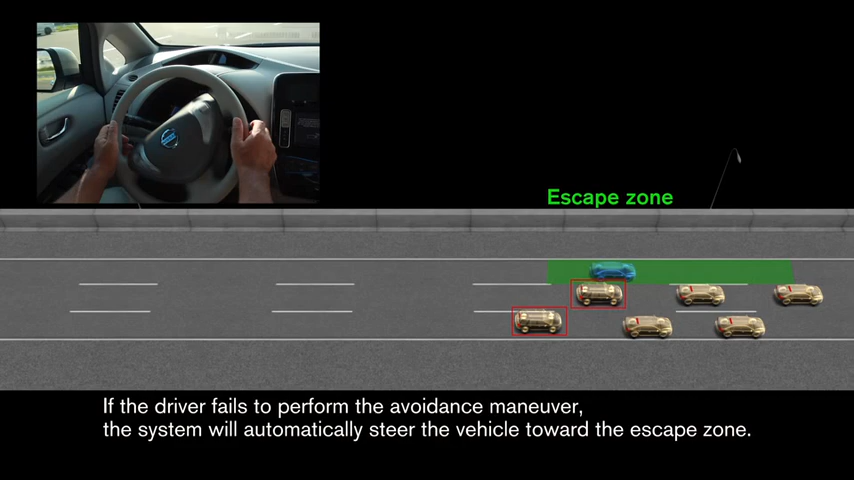 Escape zone
If the driver fails to perform the avoidance maneuver,
the system will automatically steer the vehicle toward the escape zone.